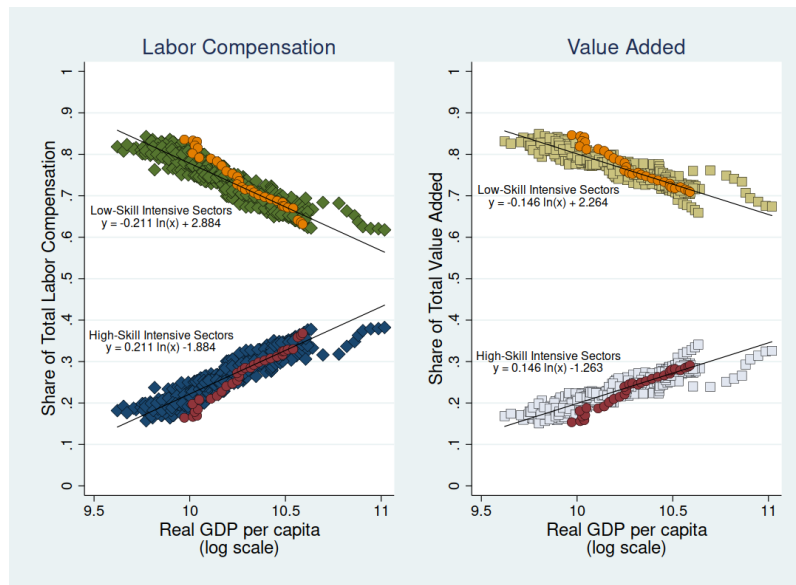 Labor Compensation
Share of Total Labor Compensation
1
.9
.8
.7
.6
.5
.4
.3
.2
.1
0
Low-Skill Intensive Sectors
y = -0.211 ln(x) + 2.884
High-Skill Intensive Sectors
y = 0.211 ln(x) -1.884
9.5
10
10.5
11
Real GDP per capita
(log scale)
Value Added
Share of Total Value Added
1
.9
.8
.7
.6
.5
.4
.3
.2
.1
0
Low-Skill Intensive Sectors
y = -0.146 ln(x) + 2.264
High-Skill Intensive Sectors
y = 0.146 ln(x) -1.263
9.5
10
10.5
11
Real GDP per capita
(log scale)